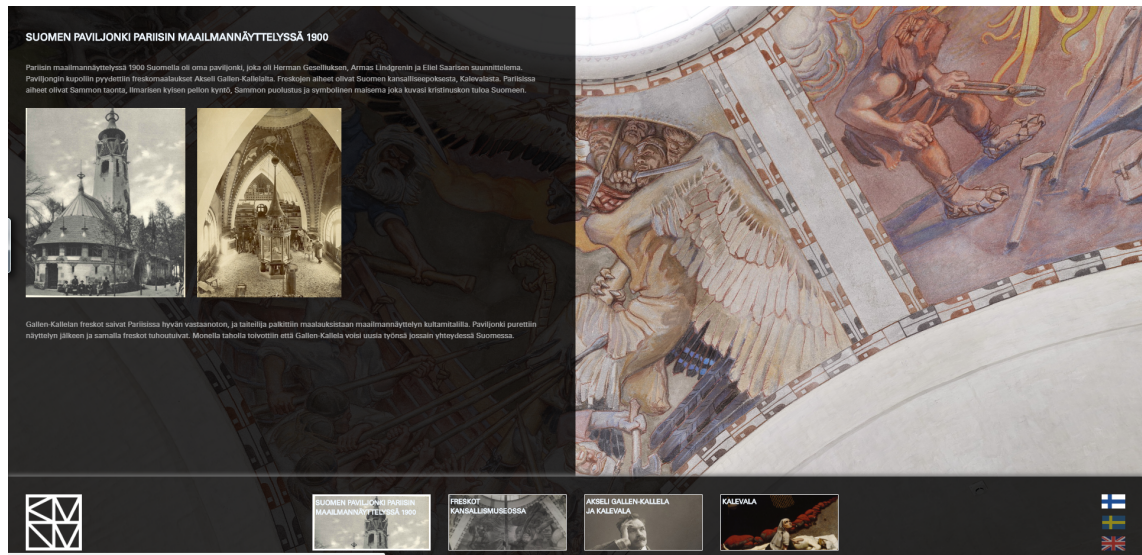 SUOMEN PAVILJONKI PARIISIN MAAILMANNÄYTTELYSSÄ 1900
Pariisin maailmannäyttelyssä 1900 Suomella oli oma paviljonki, joka oli Herman Geselliuksen, Armas Lindgrenin ja Eliel Saarisen suunnittelema.
Paviljongin kupoliin pyydettiin freskomaalaukset Akseli Gallen-Kallelalta. Freskojen aiheet olivat Suomen kansalliseepoksesta, Kalevalasta. Pariisissa
aiheet olivat Sammon taonta, Ilmarisen kyisen pellon kyntö, Sammon puolustus ja symbolinen maisema joka kuvasi kristinuskon tuloa Suomeen.
Gallen-Kallelan freskot saivat Pariisissa hyvän vastaanoton, ja taiteilija palkittiin maalauksistaan maailmannäyttelyn kultamitalilla. Paviljonki purettiin
näyttelyn jälkeen ja samalla freskot tuhoutuivat. Monella taholla toivottiin että Gallen-Kallela voisi uusia työnsä jossain yhteydessä Suomessa.
SUOMEN PAVILJONKI PARIISIN
MAAILMANNÄYTTELYSSÄ 1900
FRESKOT
KANSALLISMUSEOSSA
AKSELI GALLEN-KALLELA
JA KALEVALA
KALEVALA